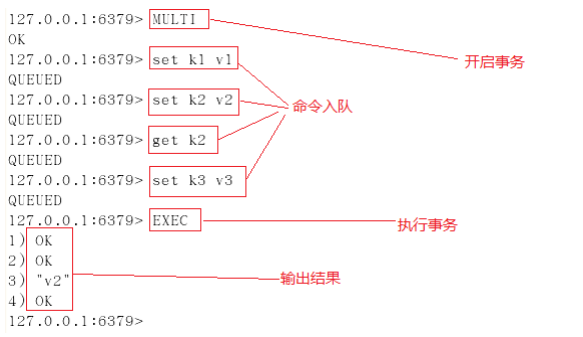 127.0.0.1:6379> MULTI
OK
开启事务
127.0.0.1:6379> set k1 v1
QUEUED
127.0.0.1:6379> set k2 v2
命令入队
QUEUED
127.0.0.1:6379> get k2
QUEUED
127.0.0.1:6379> set k3 v3
QUEUED
127.0.0.1:6379> EXEC
执行事务
1) OK
2) OK
3) "v2"
输出结果
4) OK
127.0.0.1:6379>